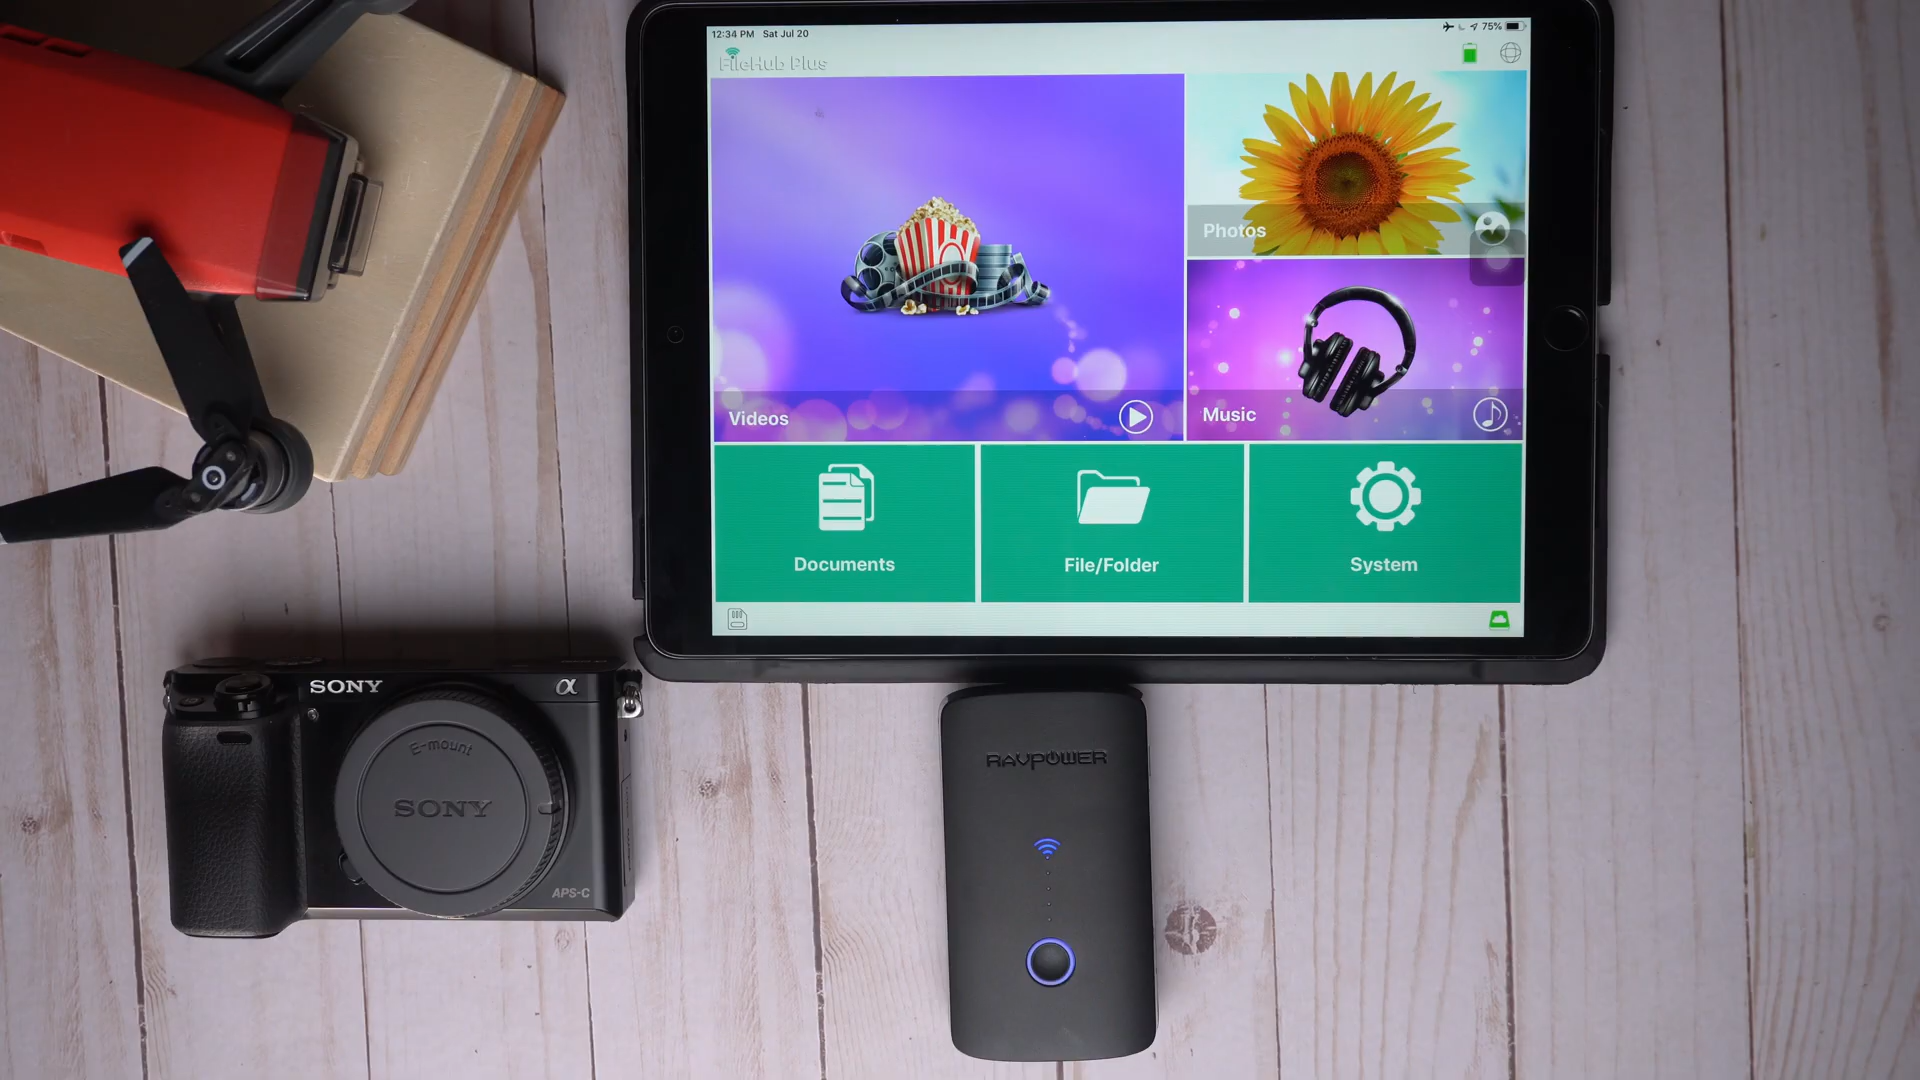 12:34 PM Sat Jul 20
75%
FileHub Plus
Photos
Videos
Music
Documents
File/Folder
System
SONY α
E-mount
SONY
APS-C
RAVPOWER